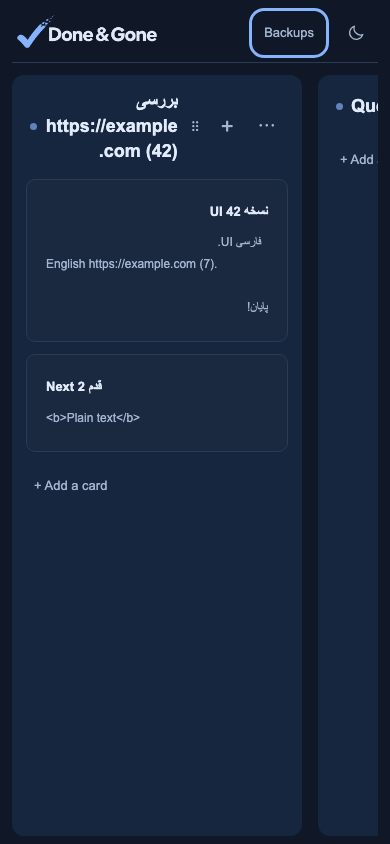 Done & Gone
Backups
بررسی
https://example
.com (42)
Que
+ Add
نسخه 42 UI
فارسی UI.
English https://example.com (7).
پایان!
Next 2 قدم
<b>Plain text</b>
+ Add a card